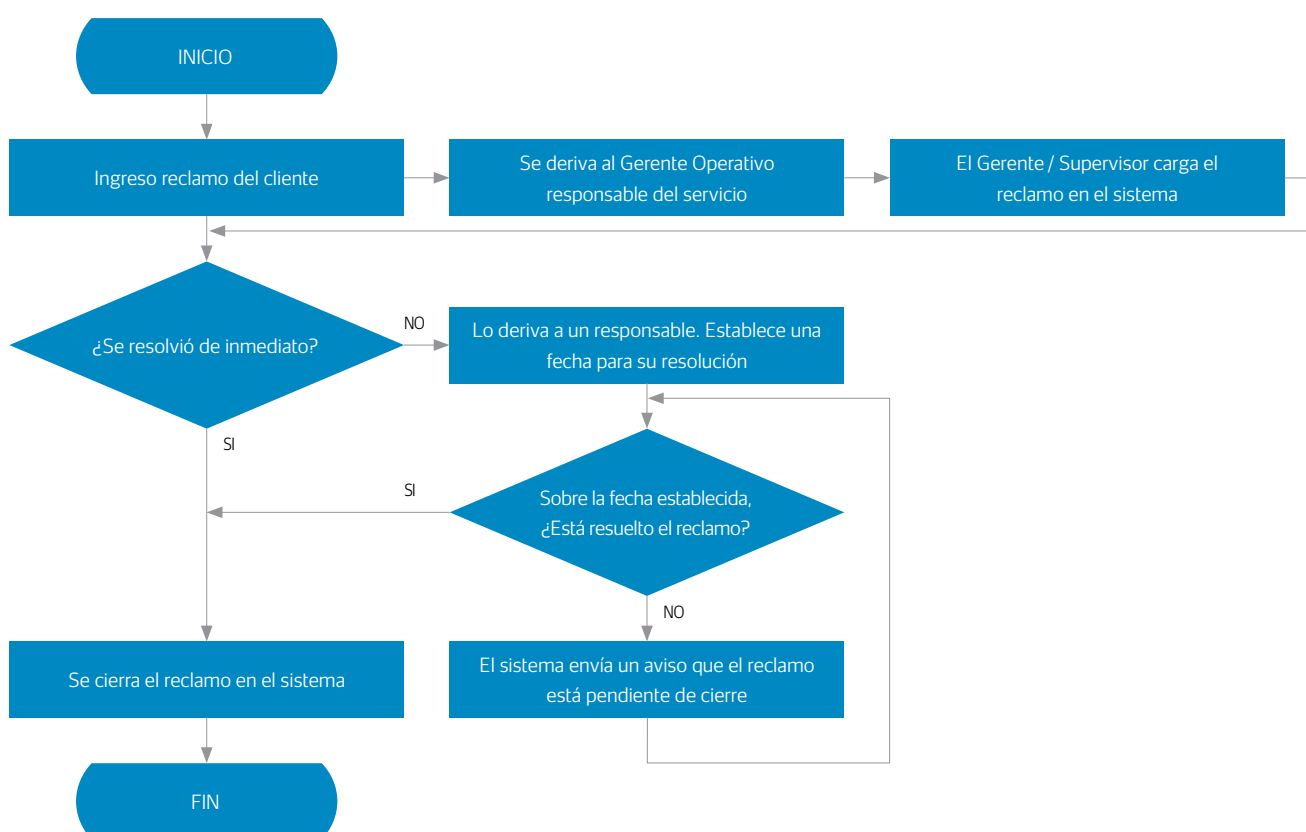 INICIO
Ingreso reclamo del cliente
Se deriva al Gerente Operativo
responsable del servicio
El Gerente / Supervisor carga el
reclamo en el sistema
¿Se resolvió de inmediato?
NO
Lo deriva a un responsable. Establece una
fecha para su resolución
SI
SI
Sobre la fecha establecida,
¿Está resuelto el reclamo?
NO
Se cierra el reclamo en el sistema
El sistema envía un aviso que el reclamo
está pendiente de cierre
FIN